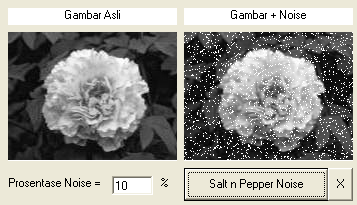 Gambar Asli
Gambar + Noise
Prosentase Noise = 10 %
Salt n Pepper Noise
X